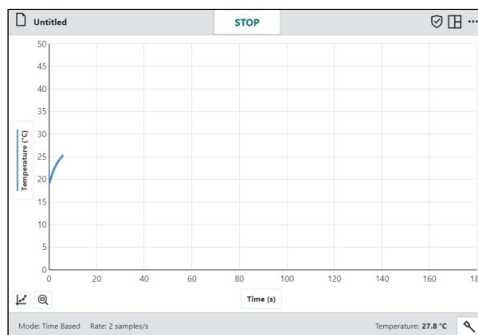 Untitled
STOP
50
45
40
35
30
25
20
15
10
5
0
Temperature (°C)
0 20 40 60 80 100 120 140 160 180
Time (s)
Mode: Time Based Rate: 2 samples/s Temperature: 27.8 °C